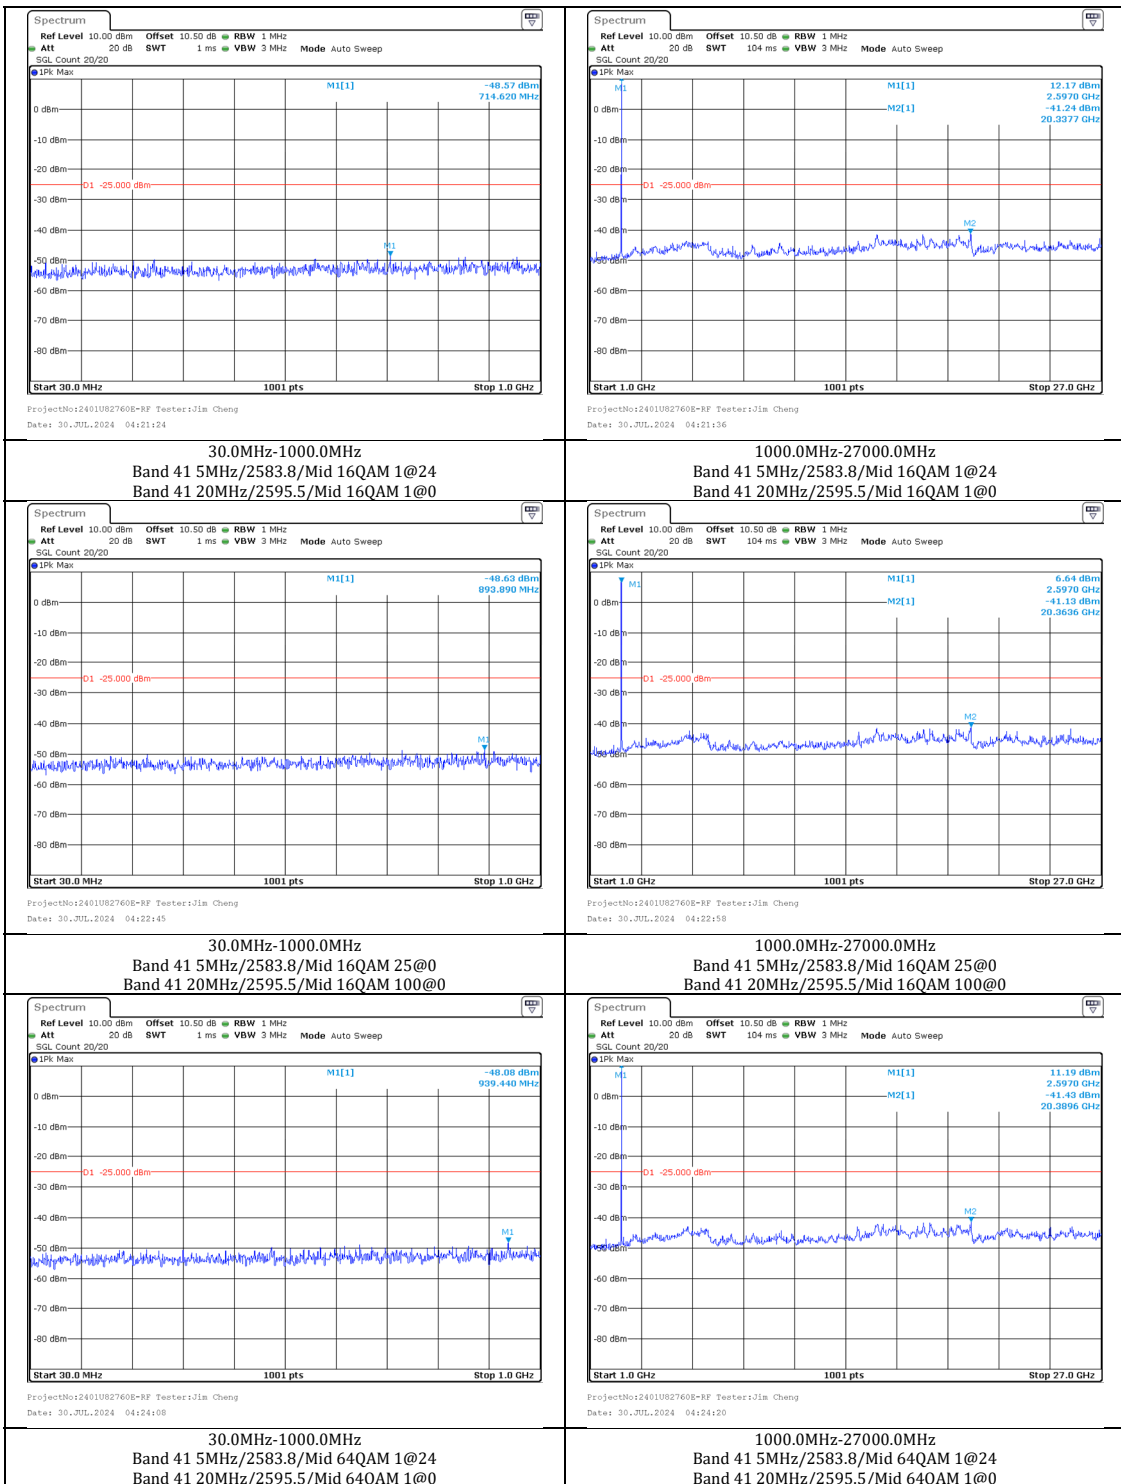 Spectrum
Ref Level 10.00 dBm Offset 10.50 dB RBW 1 MHz
Att 20 dB SWT 1 ms VBW 3 MHz Mode Auto Sweep
SGL Count 20/20
1Pk Max
M1[1] -48.57 dBm
714.620 MHz
0 dBm
-10 dBm
-20 dBm
D1 -25.000 dBm
-30 dBm
-40 dBm
M1
-50 dBm
-60 dBm
-70 dBm
-80 dBm
Start 30.0 MHz 1001 pts Stop 1.0 GHz
ProjectNo:2401U82760E-RF Tester:Jim Cheng
Date: 30.JUL.2024 04:21:24
30.0MHz-1000.0MHz
Band 41 5MHz/2583.8/Mid 16QAM 1@24
Band 41 20MHz/2595.5/Mid 16QAM 1@0
Spectrum
Ref Level 10.00 dBm Offset 10.50 dB RBW 1 MHz
Att 20 dB SWT 104 ms VBW 3 MHz Mode Auto Sweep
SGL Count 20/20
1Pk Max
M1
M1[1] 12.17 dBm
2.5970 GHz
M2[1] -41.24 dBm
20.3377 GHz
0 dBm
-10 dBm
-20 dBm
D1 -25.000 dBm
-30 dBm
-40 dBm
M2
-50 dBm
-60 dBm
-70 dBm
-80 dBm
Start 1.0 GHz 1001 pts Stop 27.0 GHz
ProjectNo:2401U82760E-RF Tester:Jim Cheng
Date: 30.JUL.2024 04:21:36
1000.0MHz-27000.0MHz
Band 41 5MHz/2583.8/Mid 16QAM 1@24
Band 41 20MHz/2595.5/Mid 16QAM 1@0
Spectrum
Ref Level 10.00 dBm Offset 10.50 dB RBW 1 MHz
Att 20 dB SWT 1 ms VBW 3 MHz Mode Auto Sweep
SGL Count 20/20
1Pk Max
M1[1] -48.63 dBm
893.890 MHz
0 dBm
-10 dBm
-20 dBm
D1 -25.000 dBm
-30 dBm
-40 dBm
M1
-50 dBm
-60 dBm
-70 dBm
-80 dBm
Start 30.0 MHz 1001 pts Stop 1.0 GHz
ProjectNo:2401U82760E-RF Tester:Jim Cheng
Date: 30.JUL.2024 04:22:45
30.0MHz-1000.0MHz
Band 41 5MHz/2583.8/Mid 16QAM 25@0
Band 41 20MHz/2595.5/Mid 16QAM 100@0
Spectrum
Ref Level 10.00 dBm Offset 10.50 dB RBW 1 MHz
Att 20 dB SWT 104 ms VBW 3 MHz Mode Auto Sweep
SGL Count 20/20
1Pk Max
M1
M1[1] 6.64 dBm
2.5970 GHz
M2[1] -41.13 dBm
20.3636 GHz
0 dBm
-10 dBm
-20 dBm
D1 -25.000 dBm
-30 dBm
-40 dBm
M2
-50 dBm
-60 dBm
-70 dBm
-80 dBm
Start 1.0 GHz 1001 pts Stop 27.0 GHz
ProjectNo:2401U82760E-RF Tester:Jim Cheng
Date: 30.JUL.2024 04:22:58
1000.0MHz-27000.0MHz
Band 41 5MHz/2583.8/Mid 16QAM 25@0
Band 41 20MHz/2595.5/Mid 16QAM 100@0
Spectrum
Ref Level 10.00 dBm Offset 10.50 dB RBW 1 MHz
Att 20 dB SWT 1 ms VBW 3 MHz Mode Auto Sweep
SGL Count 20/20
1Pk Max
M1[1] -48.08 dBm
939.440 MHz
0 dBm
-10 dBm
-20 dBm
D1 -25.000 dBm
-30 dBm
-40 dBm
M1
-50 dBm
-60 dBm
-70 dBm
-80 dBm
Start 30.0 MHz 1001 pts Stop 1.0 GHz
ProjectNo:2401U82760E-RF Tester:Jim Cheng
Date: 30.JUL.2024 04:24:08
30.0MHz-1000.0MHz
Band 41 5MHz/2583.8/Mid 64QAM 1@24
Band 41 20MHz/2595.5/Mid 64QAM 1@0
Spectrum
Ref Level 10.00 dBm Offset 10.50 dB RBW 1 MHz
Att 20 dB SWT 104 ms VBW 3 MHz Mode Auto Sweep
SGL Count 20/20
1Pk Max
M1
M1[1] 11.19 dBm
2.5970 GHz
M2[1] -41.43 dBm
20.3896 GHz
0 dBm
-10 dBm
-20 dBm
D1 -25.000 dBm
-30 dBm
-40 dBm
M2
-50 dBm
-60 dBm
-70 dBm
-80 dBm
Start 1.0 GHz 1001 pts Stop 27.0 GHz
ProjectNo:2401U82760E-RF Tester:Jim Cheng
Date: 30.JUL.2024 04:24:20
1000.0MHz-27000.0MHz
Band 41 5MHz/2583.8/Mid 64QAM 1@24
Band 41 20MHz/2595.5/Mid 64QAM 1@0